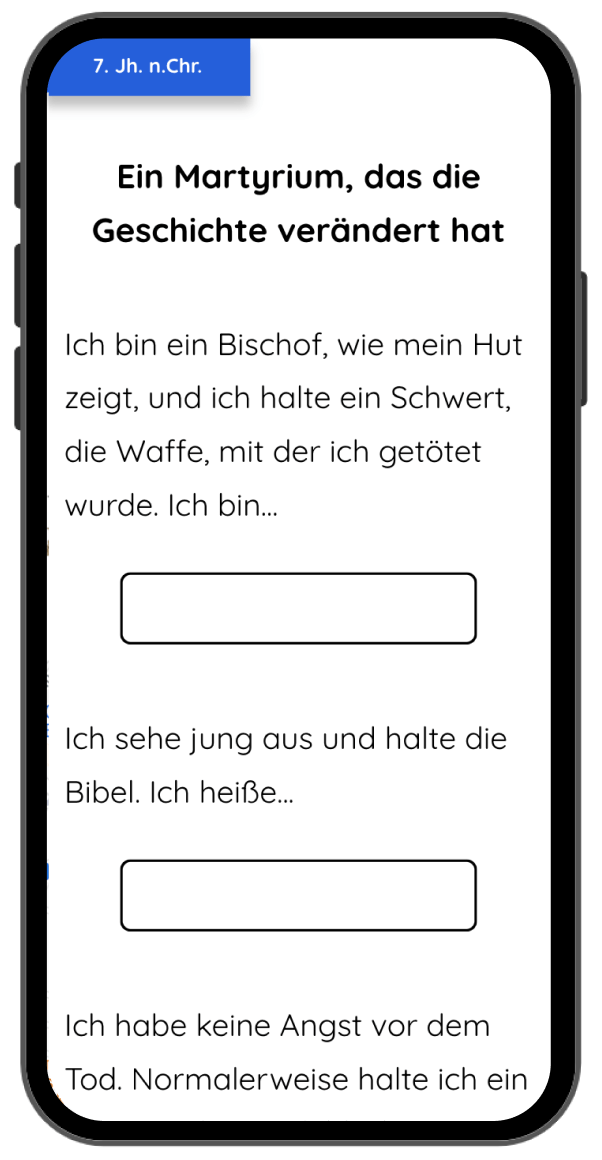 7. Jh. n.Chr.
Ein Martyrium, das die
Geschichte verändert hat
Ich bin ein Bischof, wie mein Hut
zeigt, und ich halte ein Schwert,
die Waffe, mit der ich getötet
wurde. Ich bin...
Ich sehe jung aus und halte die
Bibel. Ich heiße...
Ich habe keine Angst vor dem
Tod. Normalerweise halte ich ein